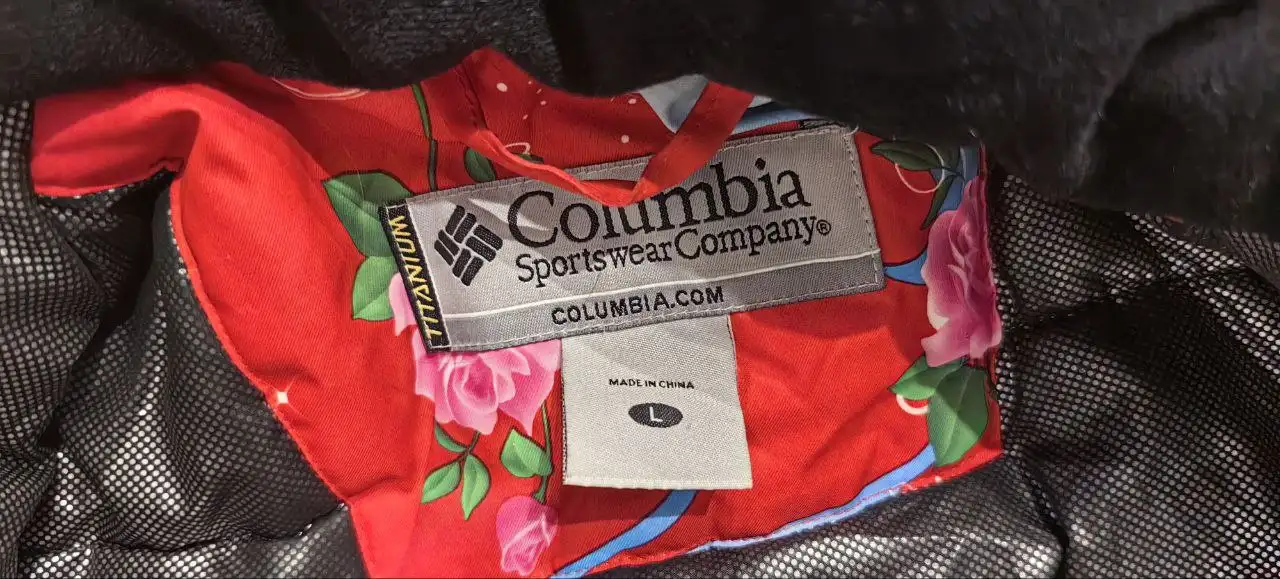 TITANIUM
Columbia
Sportswear Company®
COLUMBIA.COM
MADE IN CHINA
L